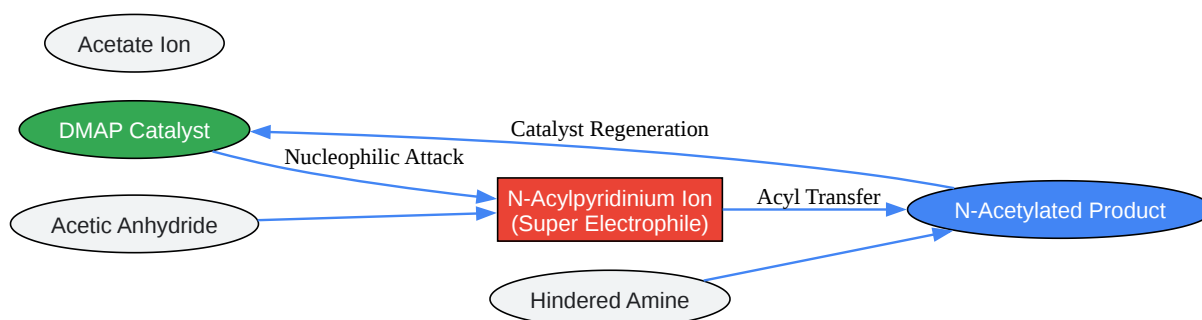 Acetate Ion
DMAP Catalyst
Catalyst Regeneration
Nucleophilic Attack
N-Acylpyridinium Ion
(Super Electrophile)
Acyl Transfer
N-Acetylated Product
Acetic Anhydride
Hindered Amine